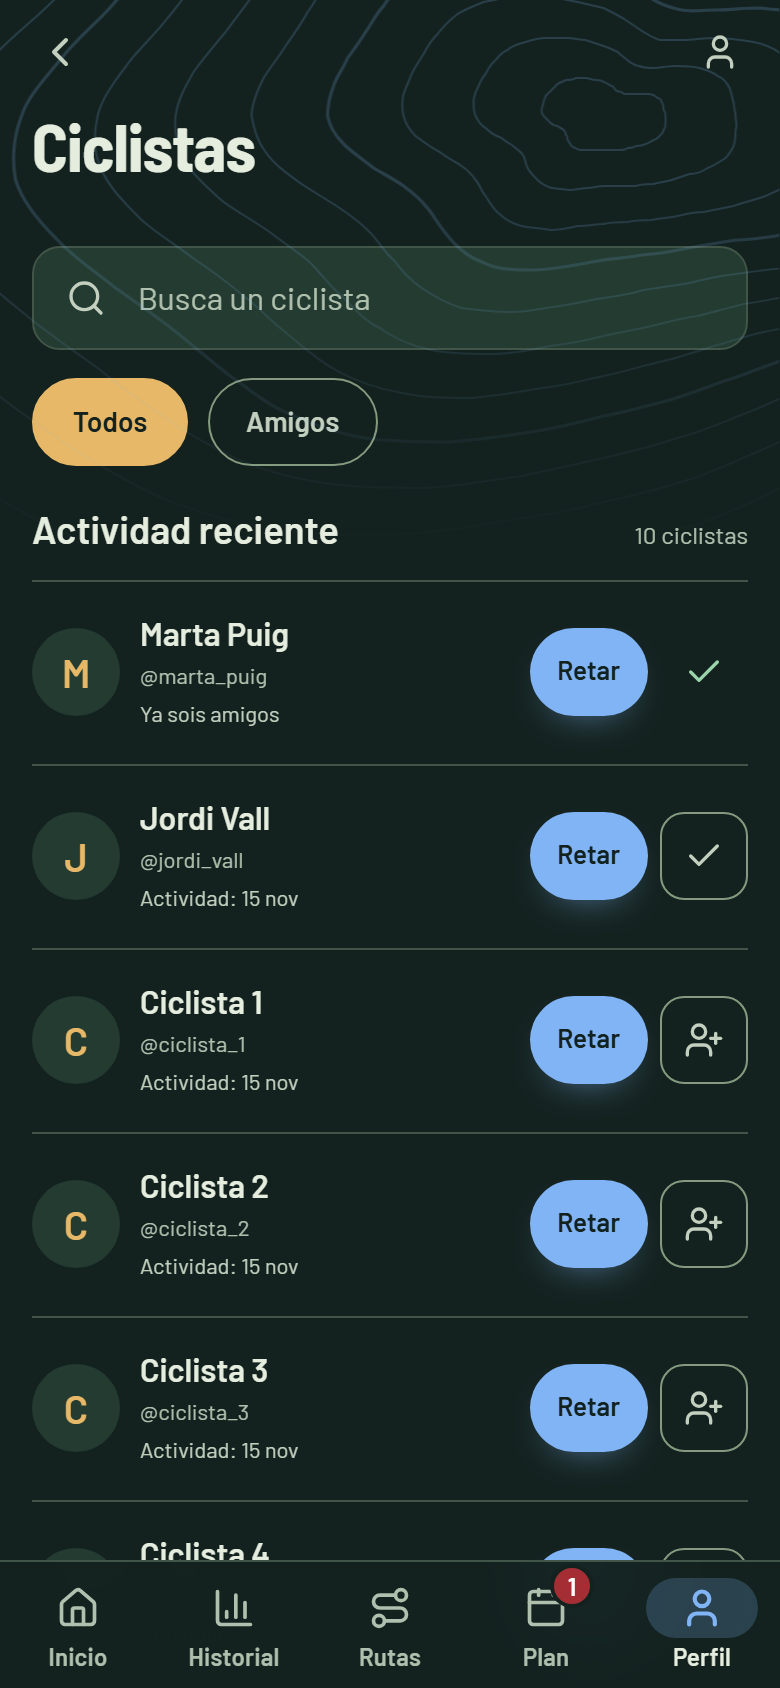 Ciclistas
Busca un ciclista
Todos
Amigos
Actividad reciente
10 ciclistas
M
Marta Puig
@marta_puig
Ya sois amigos
Retar
J
Jordi Vall
@jordi_vall
Actividad: 15 nov
Retar
C
Ciclista 1
@ciclista_1
Actividad: 15 nov
Retar
C
Ciclista 2
@ciclista_2
Actividad: 15 nov
Retar
C
Ciclista 3
@ciclista_3
Actividad: 15 nov
Retar
Ciclista 4
1
Inicio
Historial
Rutas
Plan
Perfil